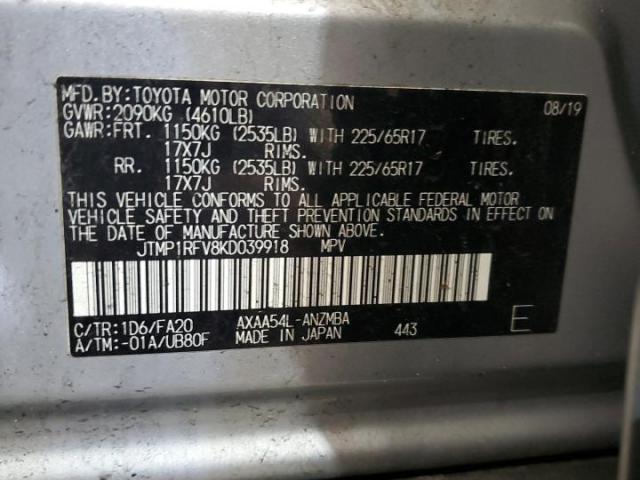 MFD.BY:TOYOTA MOTOR CORPORATION 08/19
GVWR:2090KG (4610LB)
GAWR:FRT. 1150KG (2535LB) WITH 225/65R17 TIRES.
17X7J RIMS.
RR. 1150KG (2535LB) WITH 225/65R17 TIRES.
17X7J RIMS.
THIS VEHICLE CONFORMS TO ALL APPLICABLE FEDERAL MOTOR
VEHICLE SAFETY AND THEFT PREVENTION STANDARDS IN EFFECT ON
THE DATE OF MANUFACTURE SHOWN ABOVE.
JTMP1RFV8KD039918 MPV
C/TR:1D6/FA20 AXAA54L-ANZMBA
A/TM:-01A/UB80F MADE IN JAPAN 443 E